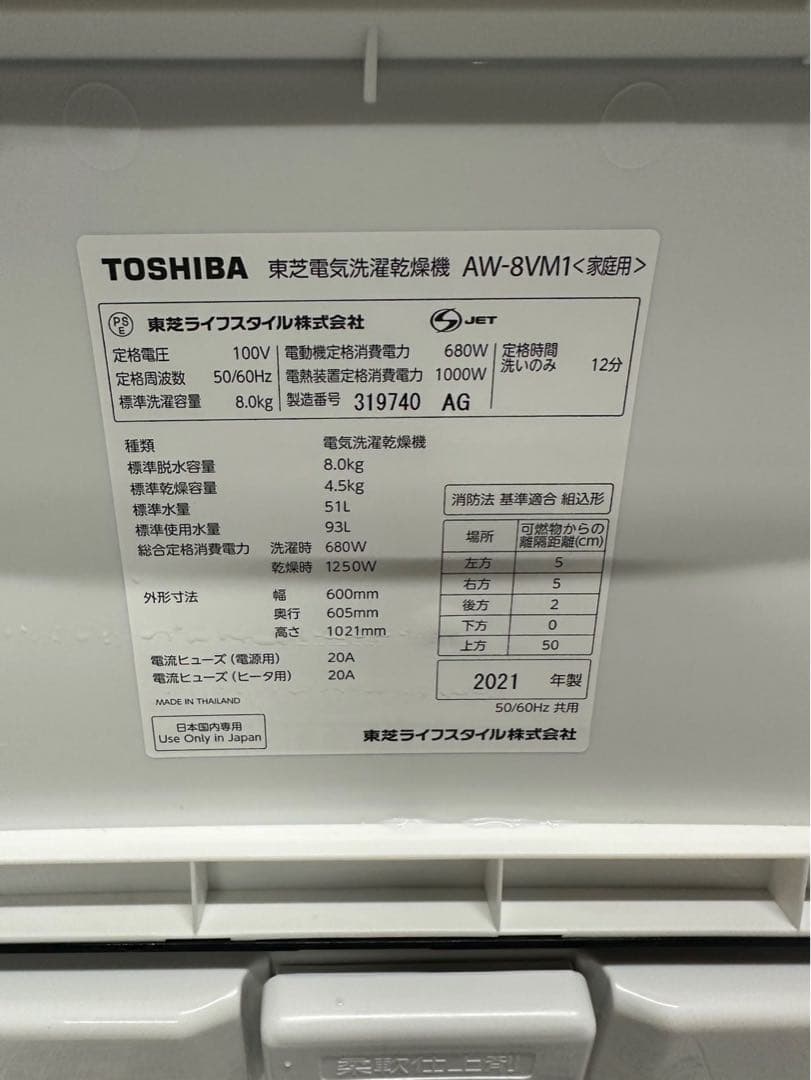 TOSHIBA 東芝電気洗濯乾燥機 AW-8VM1<家庭用>
PS E 東芝ライフスタイル株式会社 S JET
定格電圧 100V 電動機定格消費電力 680W 定格時間
定格周波数 50/60Hz 電熱装置定格消費電力 1000W 洗いのみ 12分
標準洗濯容量 8.0kg 製造番号 319740 AG
種類 電気洗濯乾燥機
標準脱水容量 8.0kg
標準乾燥容量 4.5kg
標準水量 51L
標準使用水量 93L
総合定格消費電力 洗濯時 680W
乾燥時 1250W
外形寸法 幅 600mm
奥行 605mm
高さ 1021mm
電流ヒューズ(電源用) 20A
電流ヒューズ(ヒータ用) 20A
MADE IN THAILAND
日本国内専用
Use Only in Japan
消防法 基準適合 組込形
場所 可燃物からの
離隔距離(cm)
左方 5
右方 5
後方 2
下方 0
上方 50
2021 年製
50/60Hz 共用
東芝ライフスタイル株式会社
柔軟仕上剤